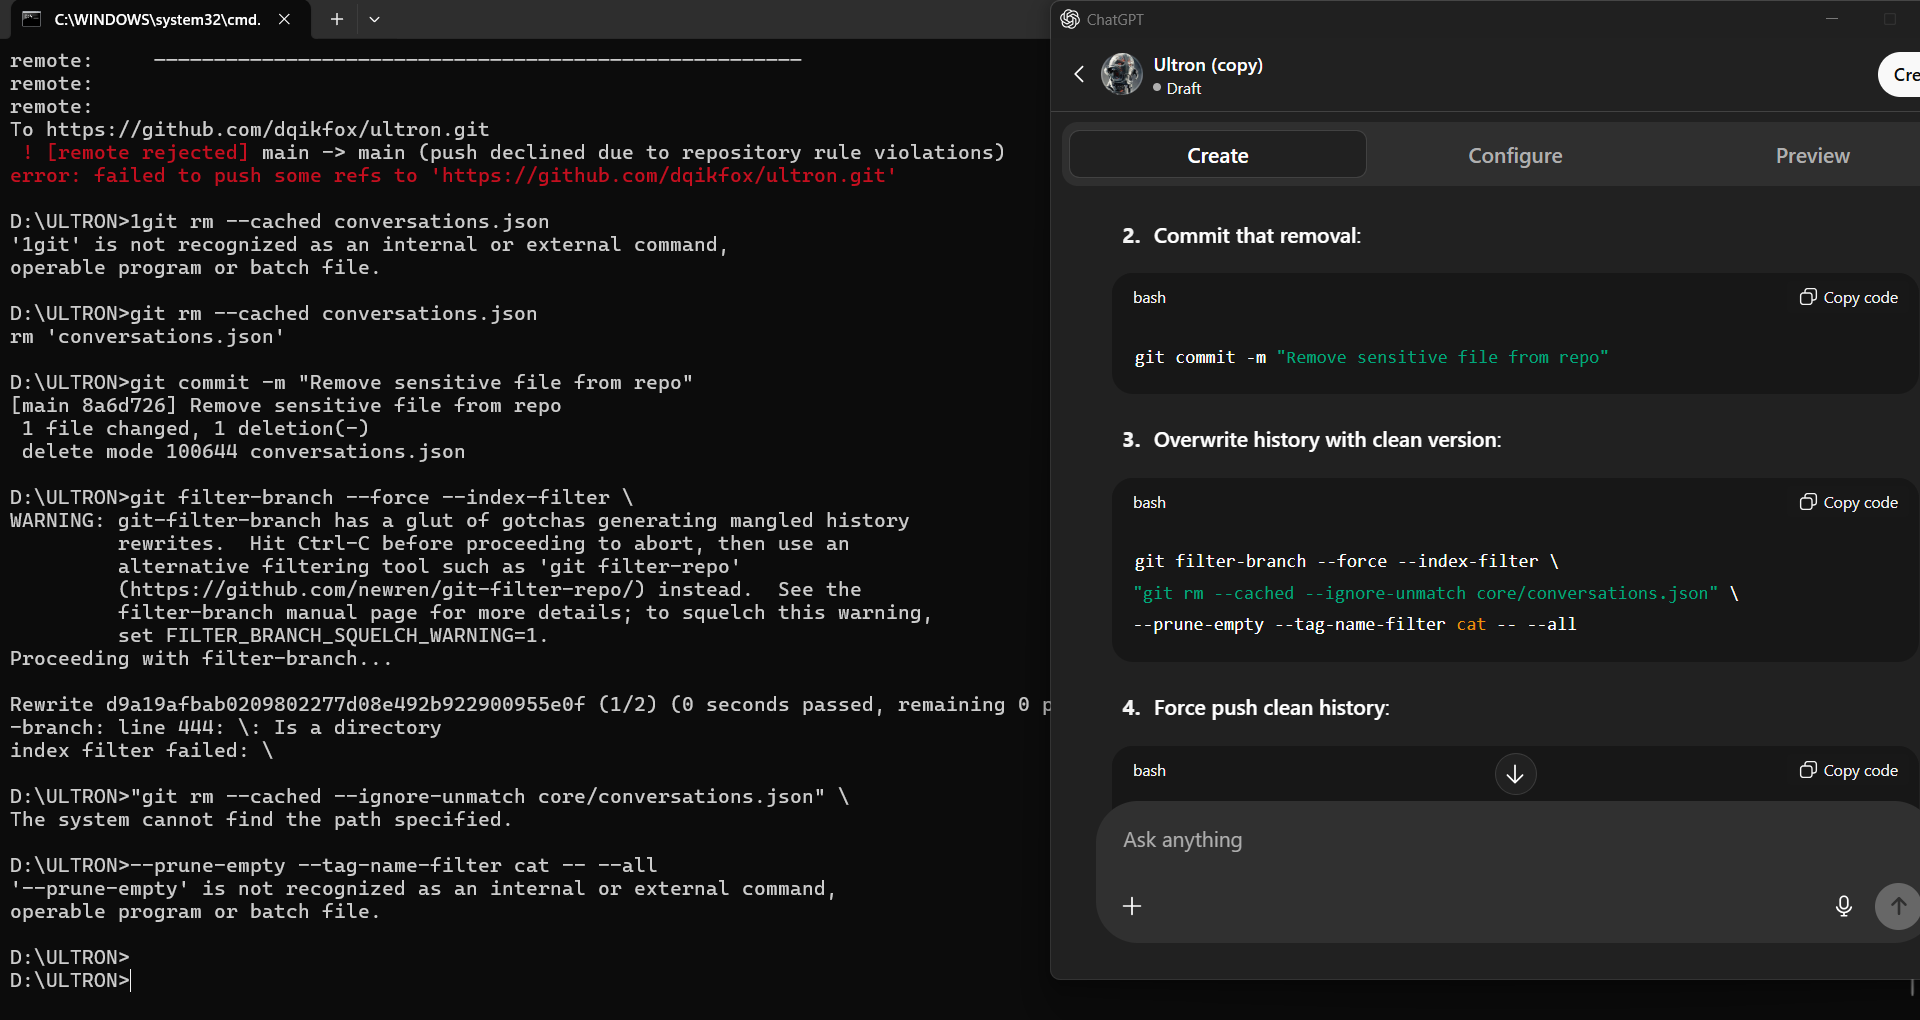 C:\WINDOWS\system32\cmd.
remote:     ──────────────────────────────────────────────────────
remote:
remote:
To https://github.com/dqikfox/ultron.git
 ! [remote rejected] main -> main (push declined due to repository rule violations)
error: failed to push some refs to 'https://github.com/dqikfox/ultron.git'
D:\ULTRON>1git rm --cached conversations.json
'1git' is not recognized as an internal or external command,
operable program or batch file.
D:\ULTRON>git rm --cached conversations.json
rm 'conversations.json'
D:\ULTRON>git commit -m "Remove sensitive file from repo"
[main 8a6d726] Remove sensitive file from repo
 1 file changed, 1 deletion(-)
 delete mode 100644 conversations.json
D:\ULTRON>git filter-branch --force --index-filter \
WARNING: git-filter-branch has a glut of gotchas generating mangled history
         rewrites.  Hit Ctrl-C before proceeding to abort, then use an
         alternative filtering tool such as 'git filter-repo'
         (https://github.com/newren/git-filter-repo/) instead.  See the
         filter-branch manual page for more details; to squelch this warning,
         set FILTER_BRANCH_SQUELCH_WARNING=1.
Proceeding with filter-branch...
Rewrite d9a19afbab0209802277d08e492b922900955e0f (1/2) (0 seconds passed, remaining 0 p
-branch: line 444: \: Is a directory
index filter failed: \
D:\ULTRON>"git rm --cached --ignore-unmatch core/conversations.json" \
The system cannot find the path specified.
D:\ULTRON>--prune-empty --tag-name-filter cat -- --all
'--prune-empty' is not recognized as an internal or external command,
operable program or batch file.
D:\ULTRON>
D:\ULTRON>
ChatGPT
Ultron (copy)
Draft
Cre
Create
Configure
Preview
2. Commit that removal:
bash
Copy code
git commit -m "Remove sensitive file from repo"
3. Overwrite history with clean version:
bash
Copy code
git filter-branch --force --index-filter \
"git rm --cached --ignore-unmatch core/conversations.json" \
--prune-empty --tag-name-filter cat -- --all
4. Force push clean history:
bash
Copy code
Ask anything